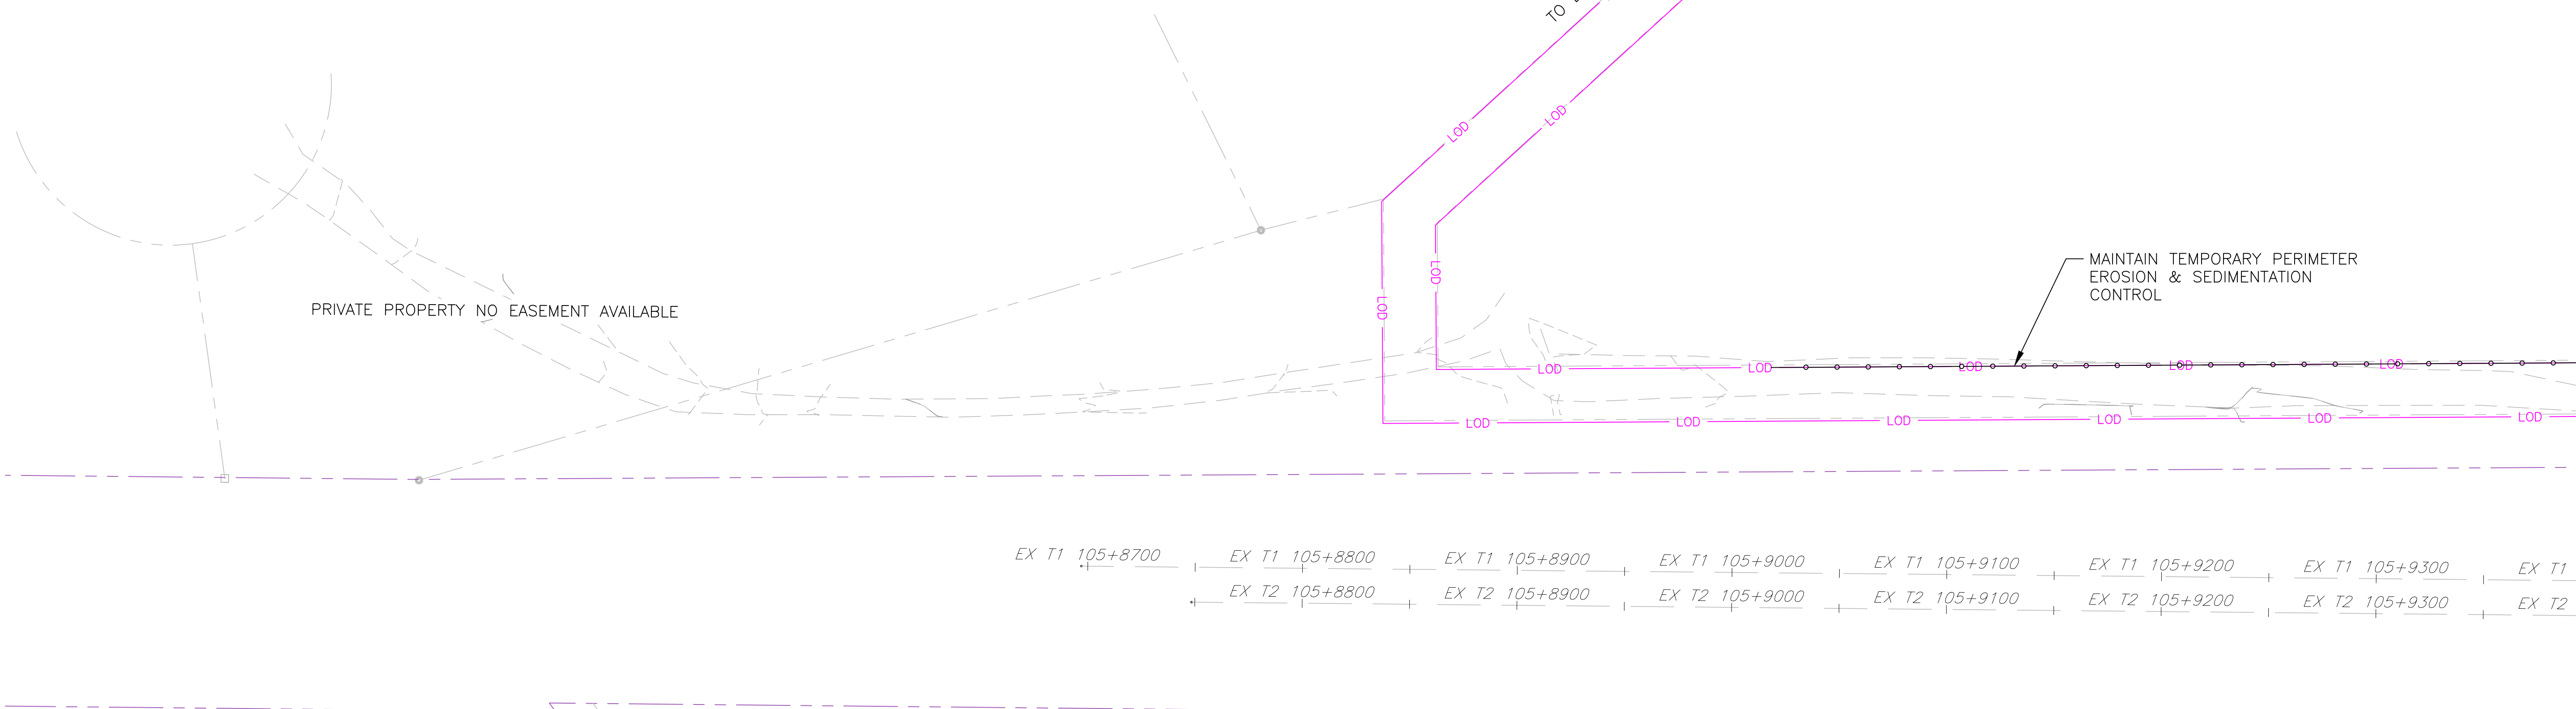 TO
LOD
LOD
LOD
LOD
MAINTAIN TEMPORARY PERIMETER
EROSION & SEDIMENTATION
CONTROL
PRIVATE PROPERTY NO EASEMENT AVAILABLE
LOD LOD LOD LOD LOD
LOD LOD LOD LOD LOD LOD
EX T1 105+8700 EX T1 105+8800 EX T1 105+8900 EX T1 105+9000 EX T1 105+9100 EX T1 105+9200 EX T1 105+9300 EX T1
EX T2 105+8800 EX T2 105+8900 EX T2 105+9000 EX T2 105+9100 EX T2 105+9200 EX T2 105+9300 EX T2